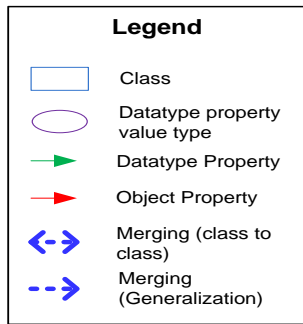 Legend
Class
Datatype property
value type
Datatype Property
Object Property
Merging (class to
class)
Merging
(Generalization)